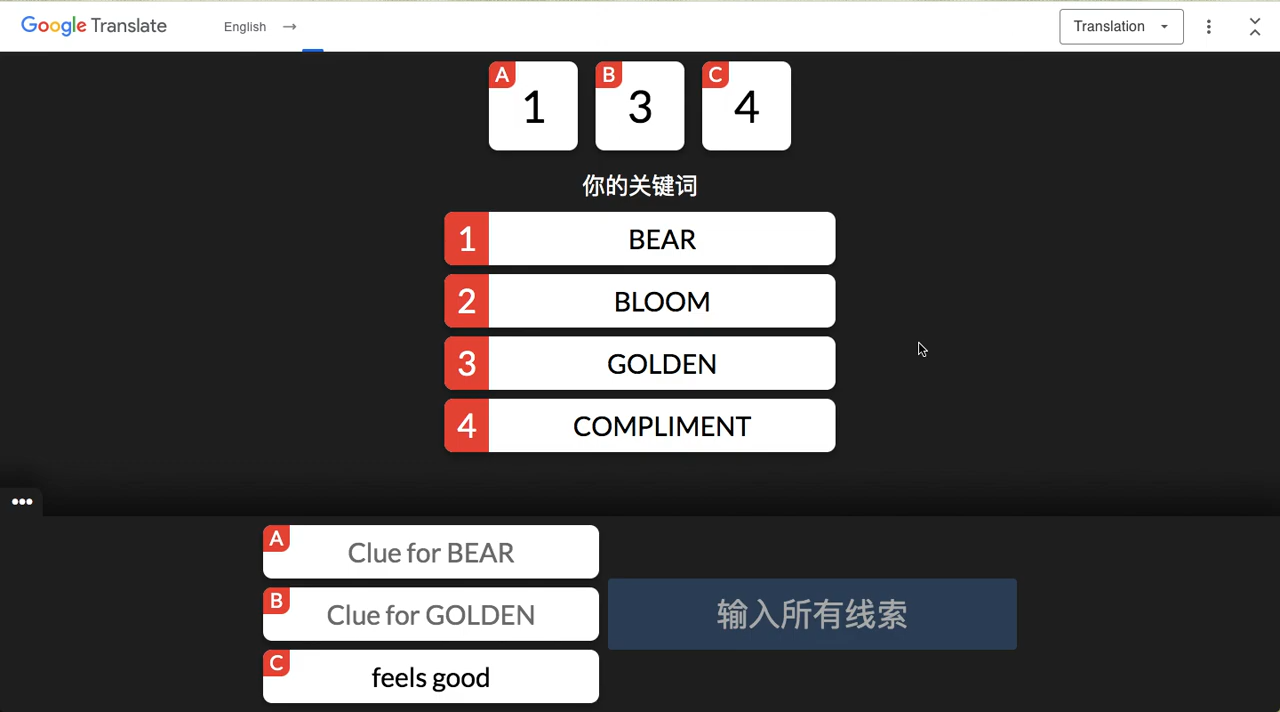 Google Translate
English →
Translation
A
1
B
3
C
4
你的关键词
1 BEAR
2 BLOOM
3 GOLDEN
4 COMPLIMENT
A
Clue for BEAR
B
Clue for GOLDEN
C
feels good
输入所有线索